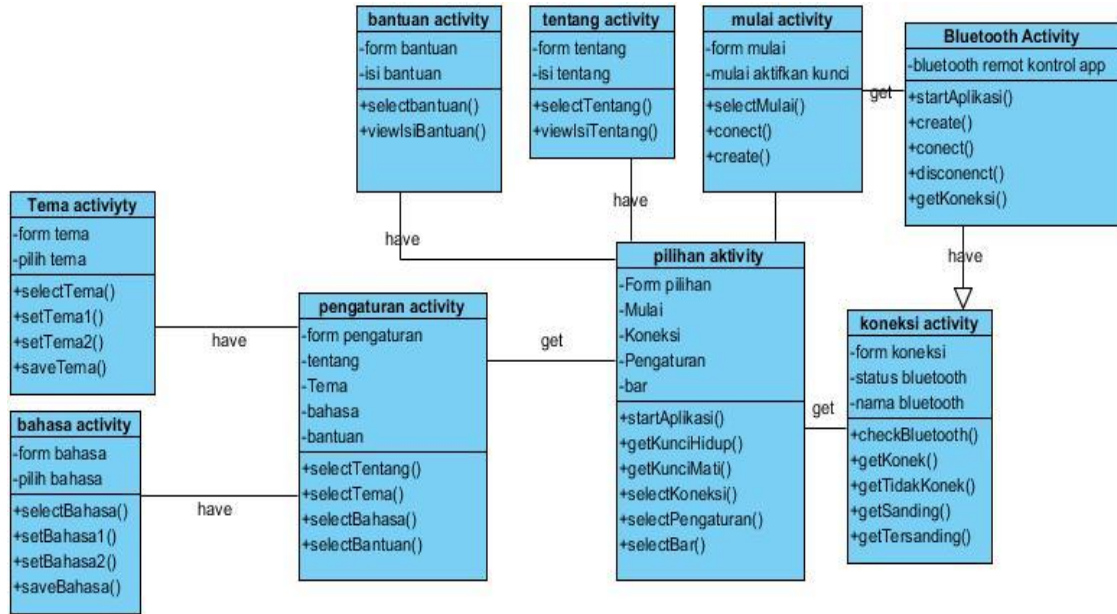 bantuan activity
-form bantuan
-isi bantuan
+selectbantuan()
+viewIsiBantuan()
tentang activity
-form tentang
-isi tentang
+selectTentang()
+viewIsiTentang()
mulai activity
-form mulai
-mulai aktifkan kunci
+selectMulai()
+conect()
+create()
get
Bluetooth Activity
-bluetooth remot kontrol app
+startAplikasi()
+create()
+conect()
+disconenct()
+getKoneksi()
have
have
have
Tema activiyty
-form tema
-pilih tema
+selectTema()
+setTema1()
+setTema2()
+saveTema()
have
bahasa activity
-form bahasa
-pilih bahasa
+selectBahasa()
+setBahasa1()
+setBahasa2()
+saveBahasa()
have
pengaturan activity
-form pengaturan
-tentang
-Tema
-bahasa
-bantuan
+selectTentang()
+selectTema()
+selectBahasa()
+selectBantuan()
get
pilihan aktivity
-Form pilihan
-Mulai
-Koneksi
-Pengaturan
-bar
+startAplikasi()
+getKunciHidup()
+getKunciMati()
+selectKoneksi()
+selectPengaturan()
+selectBar()
get
koneksi activity
-form koneksi
-status bluetooth
-nama bluetooth
+checkBluetooth()
+getKonek()
+getTidakKonek()
+getSanding()
+getTersanding()